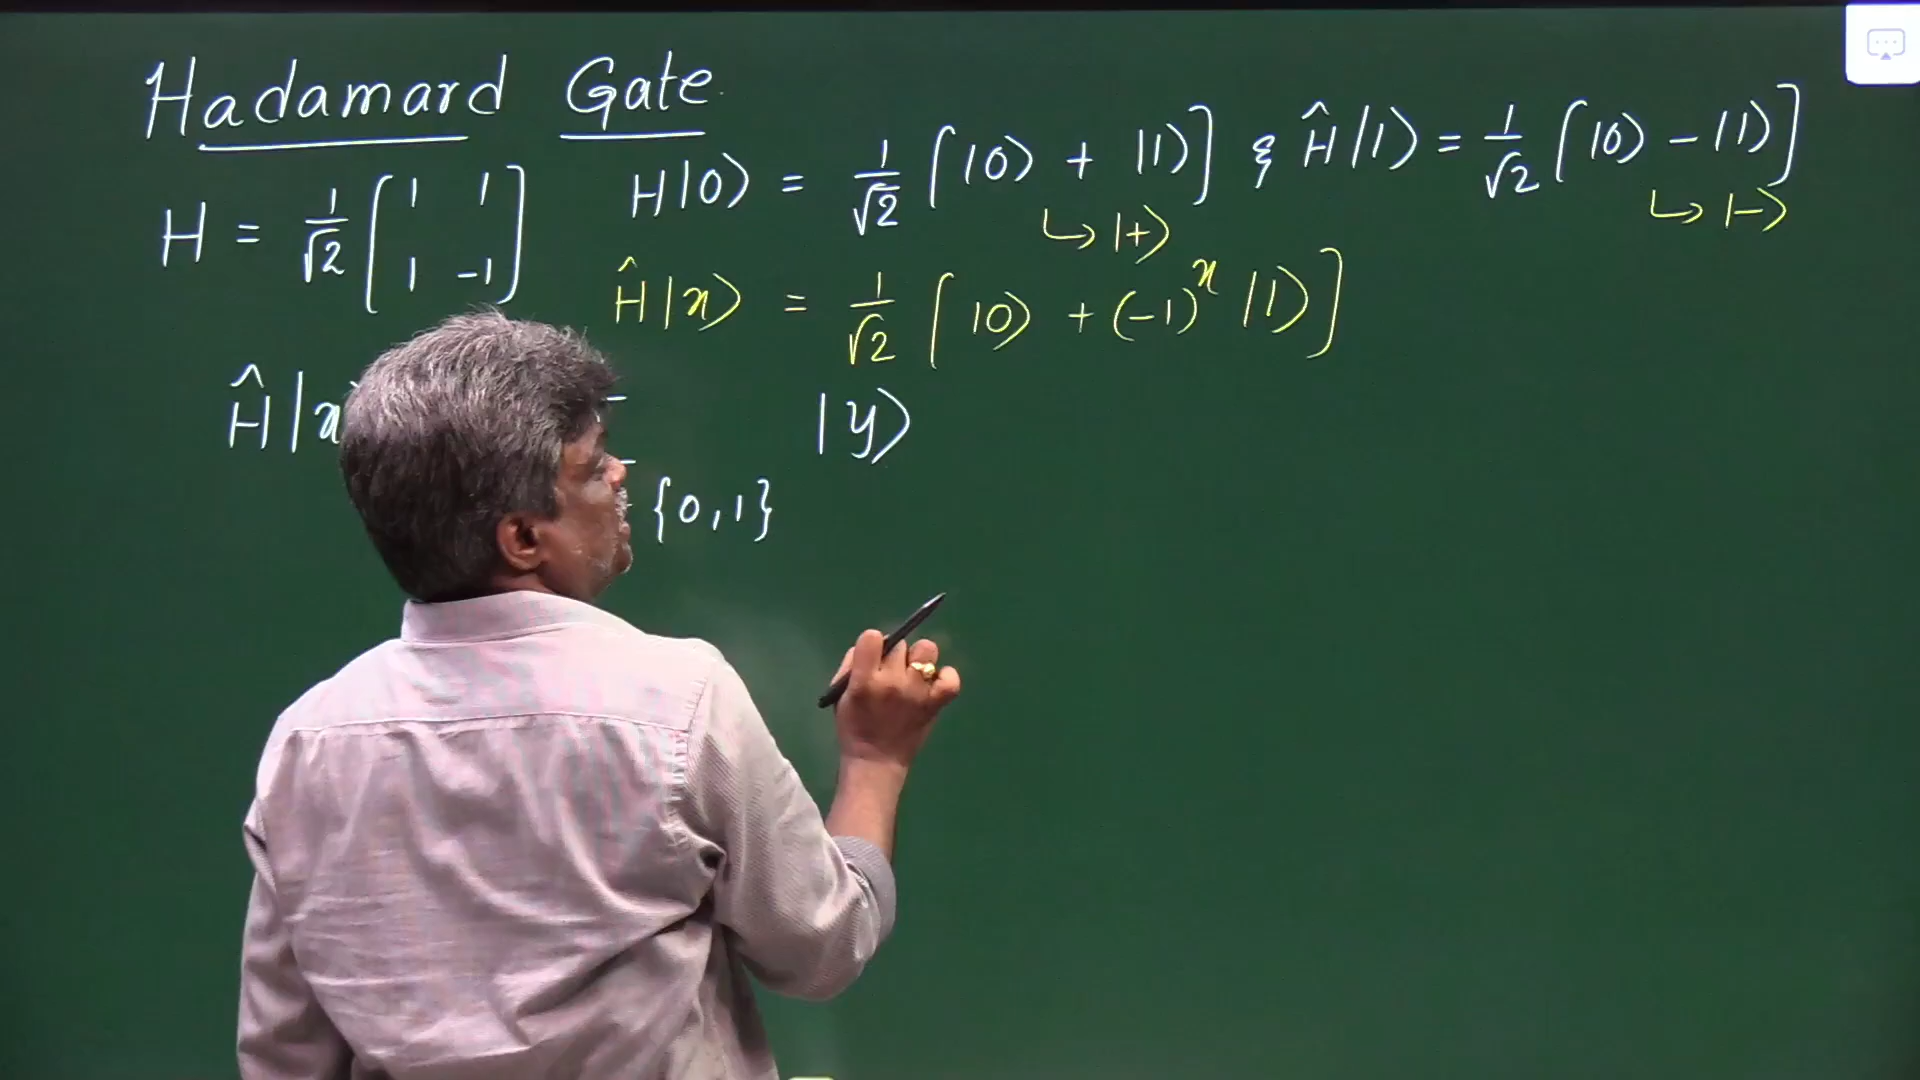 Hadamard Gate
H = 1/√2 [1 1; 1 -1]
H|0⟩ = 1/√2 [|0⟩ + |1⟩] & Ĥ|1⟩ = 1/√2 [|0⟩ - |1⟩]
↳ |+⟩ ↳ |-⟩
Ĥ|x⟩ = 1/√2 [|0⟩ + (-1)^x |1⟩]
Ĥ|x |y⟩
{0,1}